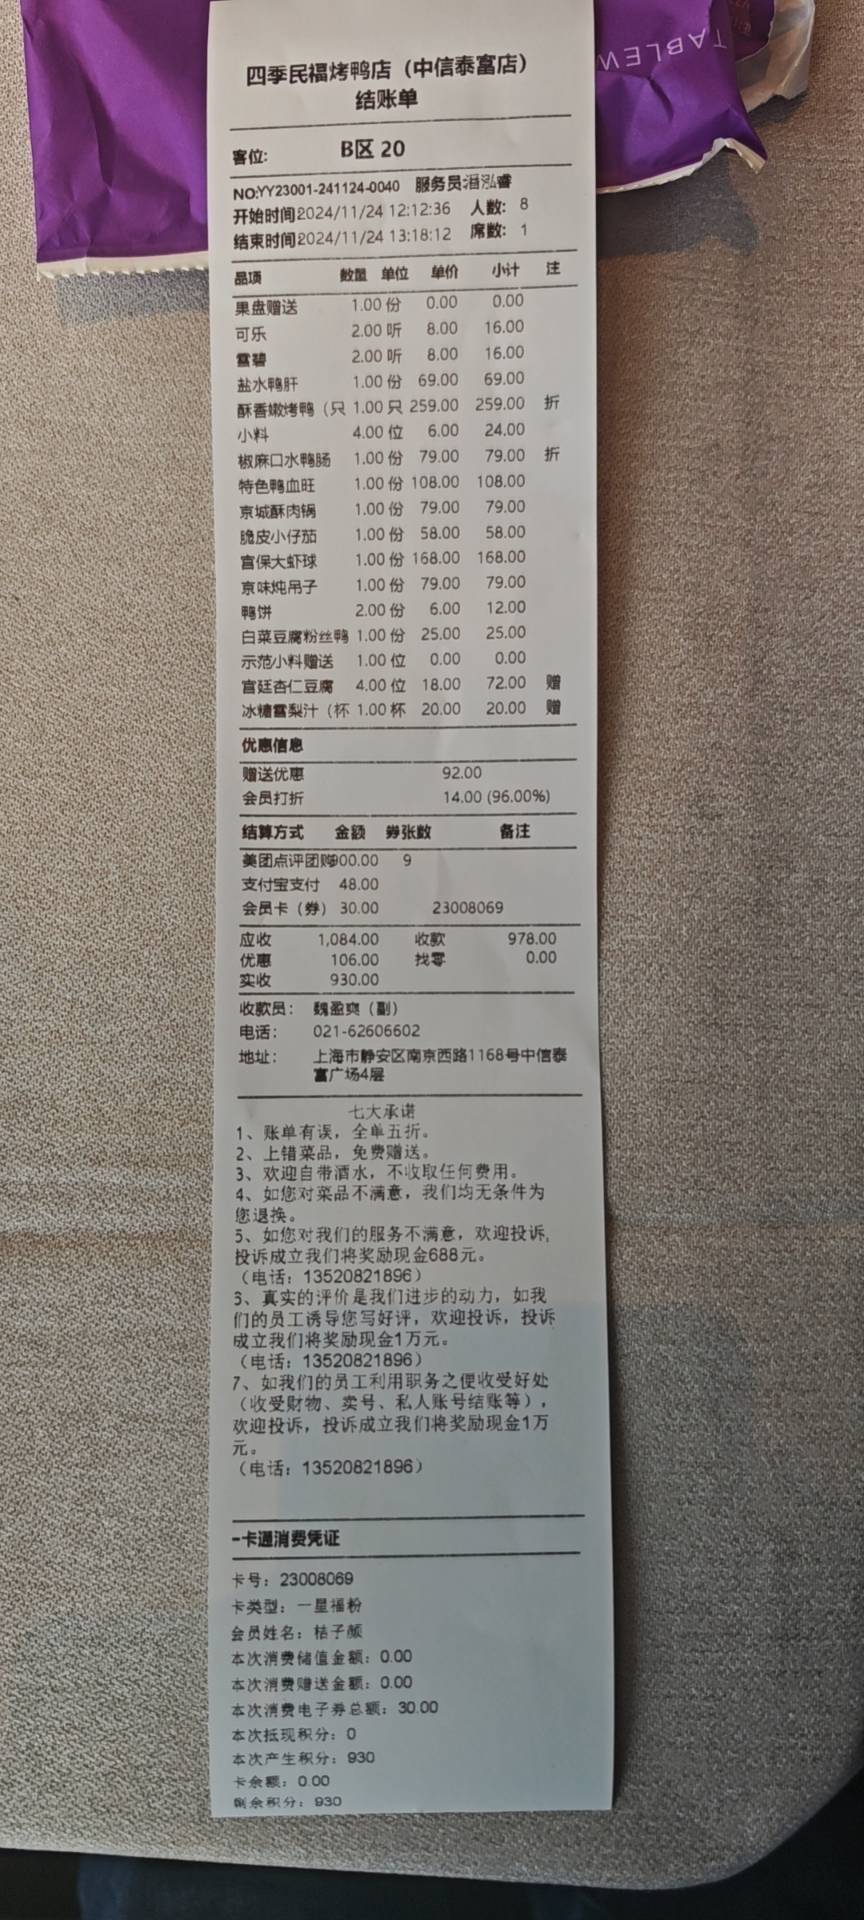 TABLEW
四季民福烤鸭店（中信泰富店）
结账单
客位: B区 20
NO:YY23001-241124-0040 服务员:潘泓睿
开始时间2024/11/24 12:12:36 人数: 8
结束时间2024/11/24 13:18:12 席数: 1
品项 数量 单位 单价 小计 注
果盘赠送 1.00 份 0.00 0.00
可乐 2.00 听 8.00 16.00
雪碧 2.00 听 8.00 16.00
盐水鸭肝 1.00 份 69.00 69.00
酥香嫩烤鸭（只 1.00 只 259.00 259.00 折
小料 4.00 位 6.00 24.00
椒麻口水鸭肠 1.00 份 79.00 79.00 折
特色鸭血旺 1.00 份 108.00 108.00
京城酥肉锅 1.00 份 79.00 79.00
脆皮小仔茄 1.00 份 58.00 58.00
宫保大虾球 1.00 份 168.00 168.00
京味炖吊子 1.00 份 79.00 79.00
鸭饼 2.00 份 6.00 12.00
白菜豆腐粉丝鸭 1.00 份 25.00 25.00
示范小料赠送 1.00 位 0.00 0.00
宫廷杏仁豆腐 4.00 位 18.00 72.00 赠
冰糖雪梨汁（杯 1.00 杯 20.00 20.00 赠
优惠信息
赠送优惠 92.00
会员打折 14.00 (96.00%)
结算方式 金额 券张数 备注
美团点评团购900.00 9
支付宝支付 48.00
会员卡（券） 30.00 23008069
应收 1,084.00 收款 978.00
优惠 106.00 找零 0.00
实收 930.00
收款员: 魏盈爽（副）
电话: 021-62606602
地址: 上海市静安区南京西路1168号中信泰
富广场4层
七大承诺
1、账单有误，全单五折。
2、上错菜品，免费赠送。
3、欢迎自带酒水，不收取任何费用。
4、如您对菜品不满意，我们均无条件为
您退换。
5、如您对我们的服务不满意，欢迎投诉，
投诉成立我们将奖励现金688元。
（电话：13520821896）
6、真实的评价是我们进步的动力，如我
们的员工诱导您写好评，欢迎投诉，投诉
成立我们将奖励现金1万元。
（电话：13520821896）
7、如我们的员工利用职务之便收受好处
（收受财物、卖号、私人账号结账等），
欢迎投诉，投诉成立我们将奖励现金1万
元。
（电话：13520821896）
一卡通消费凭证
卡号：23008069
卡类型：一星福粉
会员姓名：桔子颜
本次消费储值金额：0.00
本次消费赠送金额：0.00
本次消费电子券总额：30.00
本次抵现积分：0
本次产生积分：930
卡余额：0.00
剩余积分：930